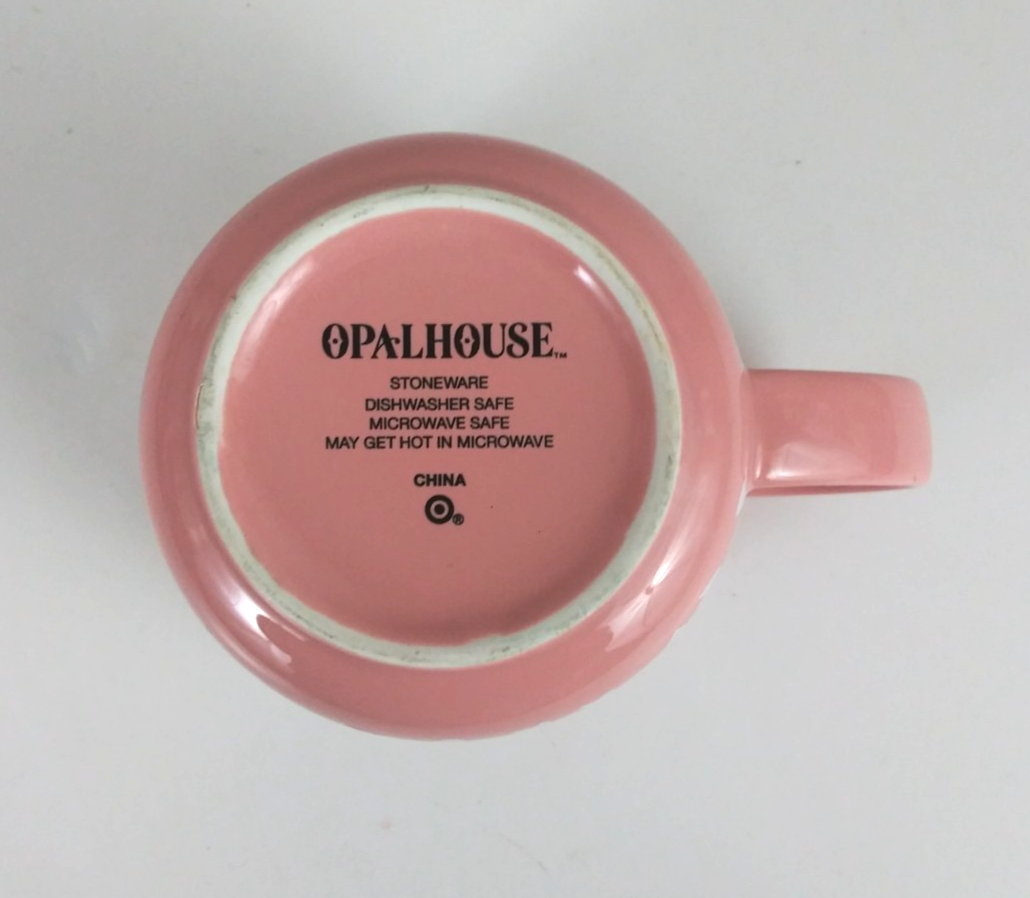 OPALHOUSE™
STONEWARE
DISHWASHER SAFE
MICROWAVE SAFE
MAY GET HOT IN MICROWAVE
CHINA
®